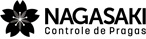 NAGASAKI
Controle de Pragas